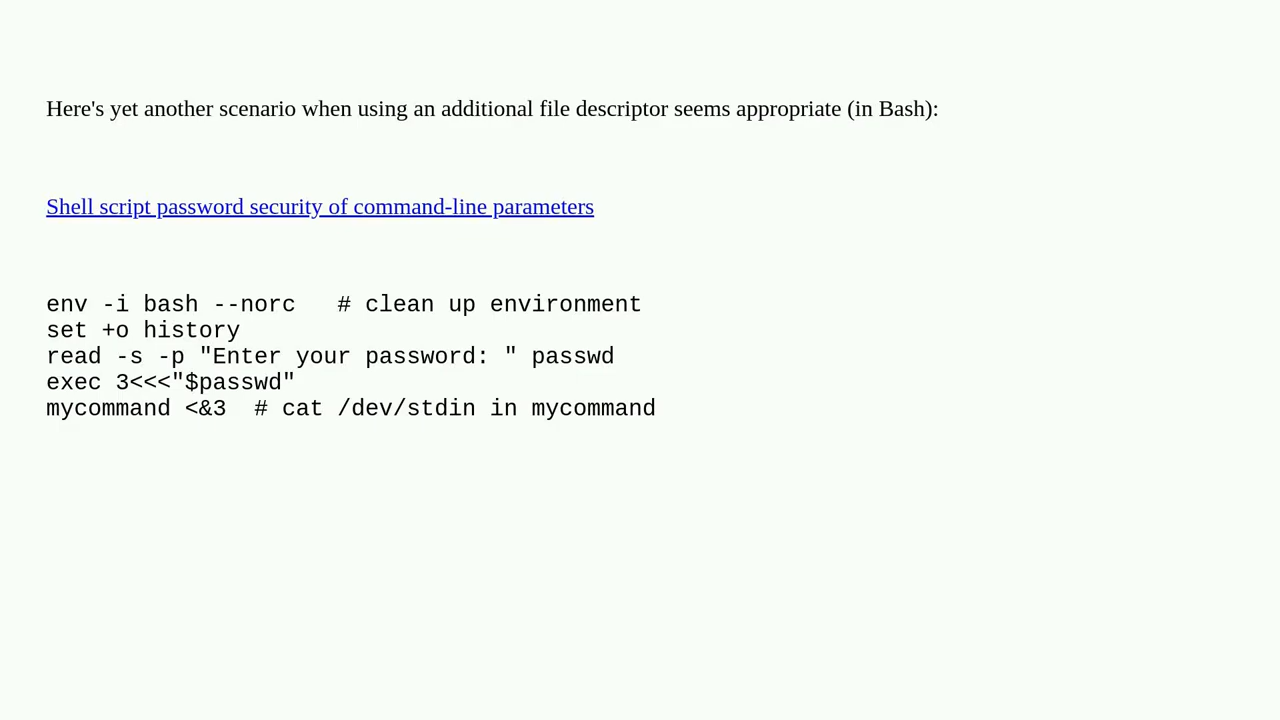 Here's yet another scenario when using an additional file descriptor seems appropriate (in Bash):
Shell script password security of command-line parameters
env -i bash --norc   # clean up environment
set +o history
read -s -p "Enter your password: " passwd
exec 3<<<"$passwd"
mycommand <&3  # cat /dev/stdin in mycommand